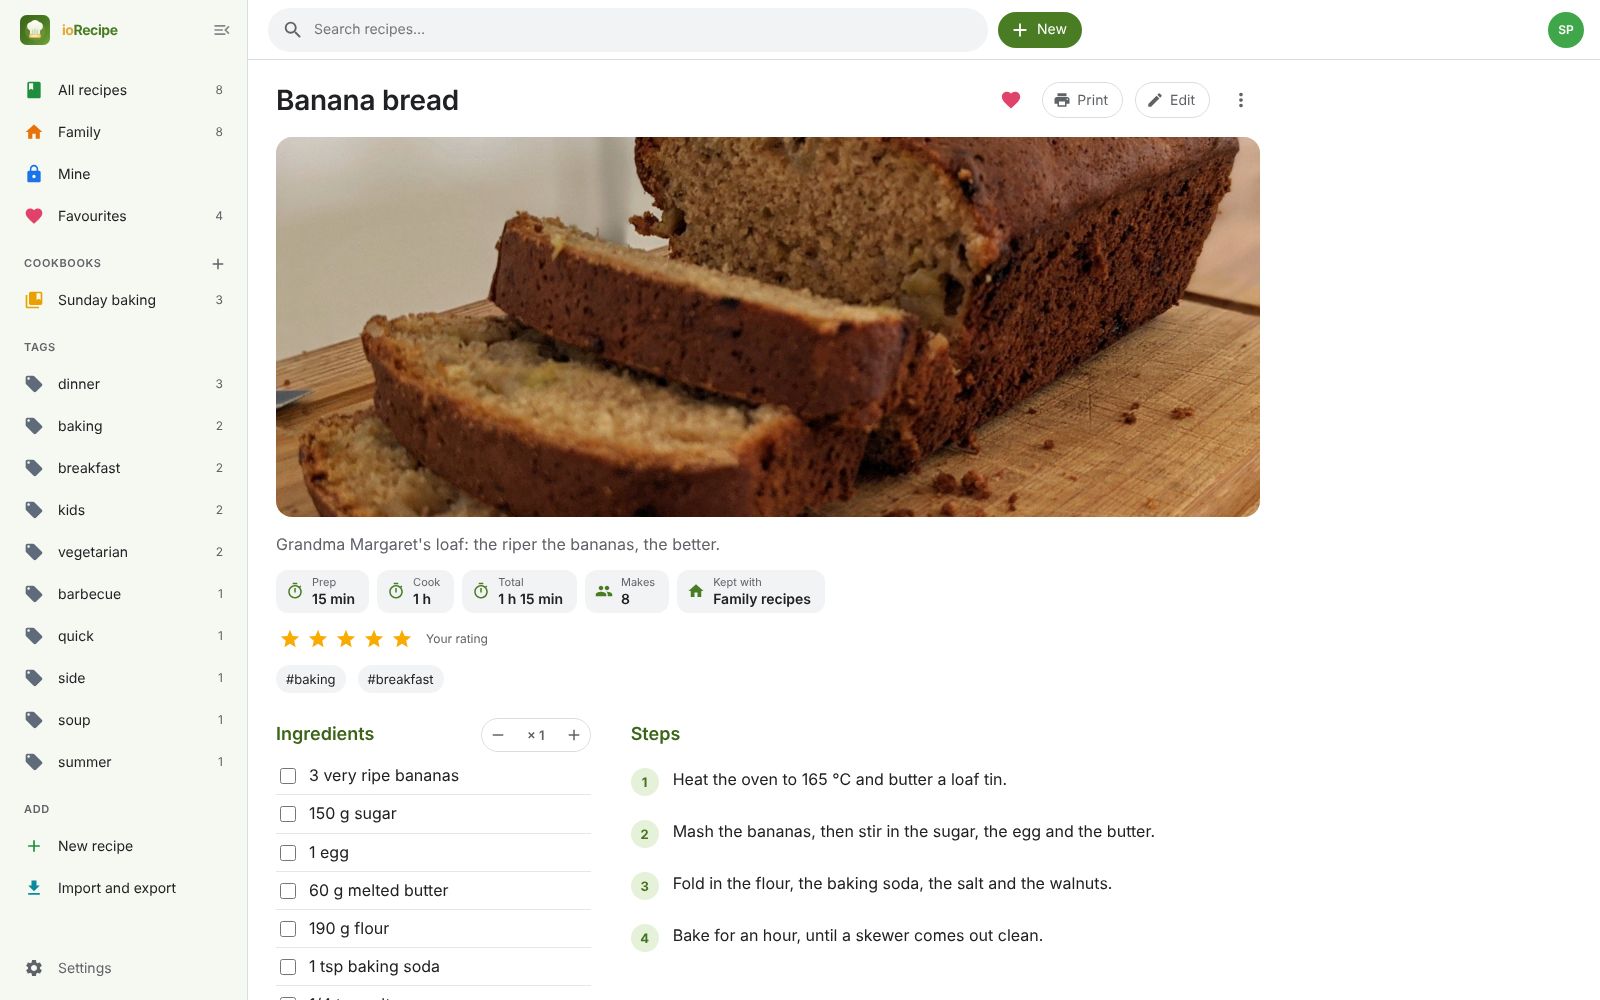 ioRecipe
Search recipes...
New
SP
All recipes 8
Family 8
Mine
Favourites 4
COOKBOOKS
Sunday baking 3
TAGS
dinner 3
baking 2
breakfast 2
kids 2
vegetarian 2
barbecue 1
quick 1
side 1
soup 1
summer 1
ADD
New recipe
Import and export
Settings
Banana bread
Print
Edit
Grandma Margaret's loaf: the riper the bananas, the better.
Prep
15 min
Cook
1 h
Total
1 h 15 min
Makes
8
Kept with
Family recipes
Your rating
#baking
#breakfast
Ingredients
× 1
3 very ripe bananas
150 g sugar
1 egg
60 g melted butter
190 g flour
1 tsp baking soda
Steps
1 Heat the oven to 165 °C and butter a loaf tin.
2 Mash the bananas, then stir in the sugar, the egg and the butter.
3 Fold in the flour, the baking soda, the salt and the walnuts.
4 Bake for an hour, until a skewer comes out clean.